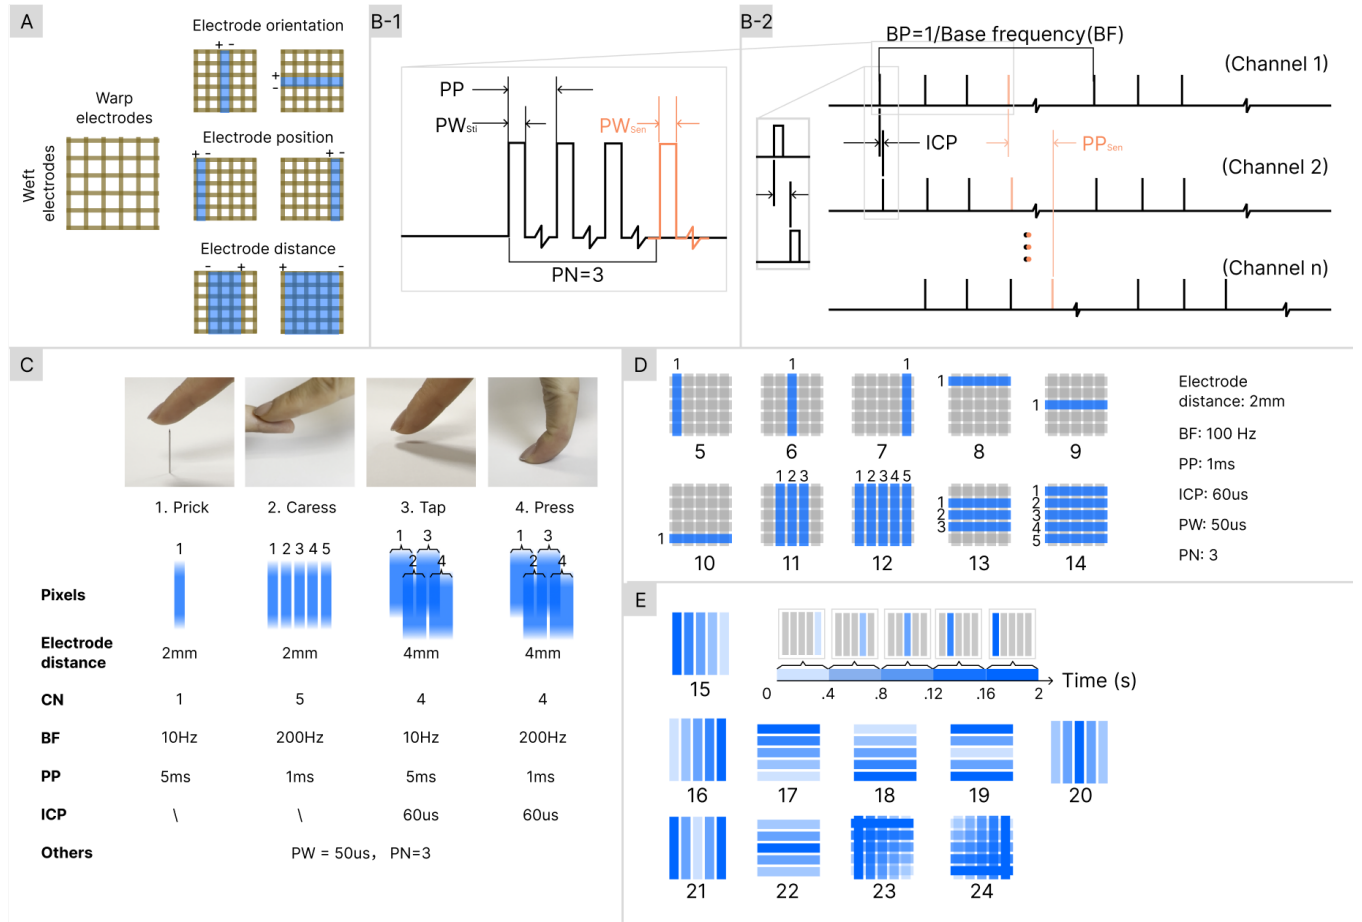 A
Electrode orientation
+ -
+
-
Warp
electrodes
Weft
electrodes
Electrode position
+ -
+ -
Electrode distance
- +
+ -
B-1
PP
PWSti
PWSen
PN=3
B-2
BP=1/Base frequency(BF)
(Channel 1)
ICP
PPSen
(Channel 2)
(Channel n)
C
1. Prick
2. Caress
3. Tap
4. Press
Pixels
1
1 2 3 4 5
1 3
2 4
1 3
2 4
Electrode
distance
2mm
2mm
4mm
4mm
CN
1
5
4
4
BF
10Hz
200Hz
10Hz
200Hz
PP
5ms
1ms
5ms
1ms
ICP
\
\
60us
60us
Others
PW = 50us, PN=3
D
1
5
1
6
1
7
1
8
1
9
1
10
1 2 3
11
1 2 3 4 5
12
1
2
3
13
1
2
3
4
5
14
Electrode
distance: 2mm
BF: 100 Hz
PP: 1ms
ICP: 60us
PW: 50us
PN: 3
E
15
0 .4 .8 .12 .16 2
Time (s)
16
17
18
19
20
21
22
23
24